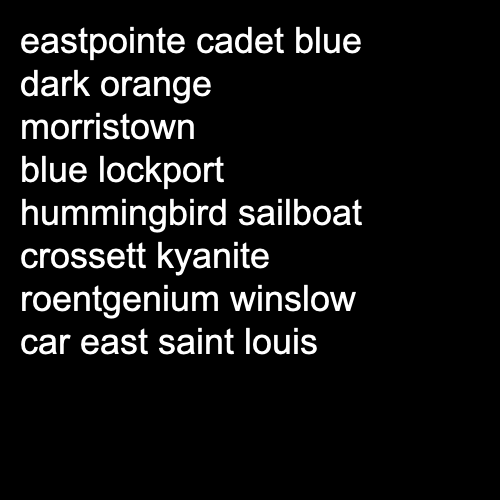 eastpointe cadet blue
dark orange
morristown
blue lockport
hummingbird sailboat
crossett kyanite
roentgenium winslow
car east saint louis